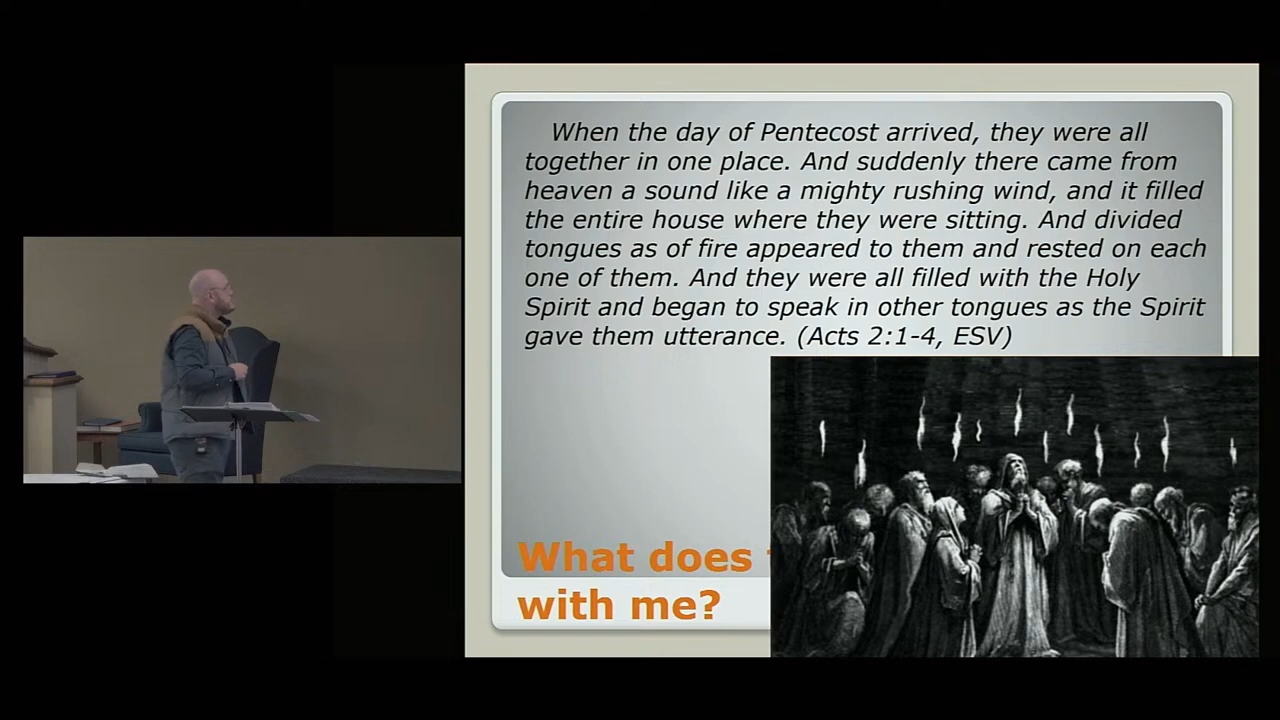 When the day of Pentecost arrived, they were all
together in one place. And suddenly there came from
heaven a sound like a mighty rushing wind, and it filled
the entire house where they were sitting. And divided
tongues as of fire appeared to them and rested on each
one of them. And they were all filled with the Holy
Spirit and began to speak in other tongues as the Spirit
gave them utterance. (Acts 2:1-4, ESV)
What does
with me?